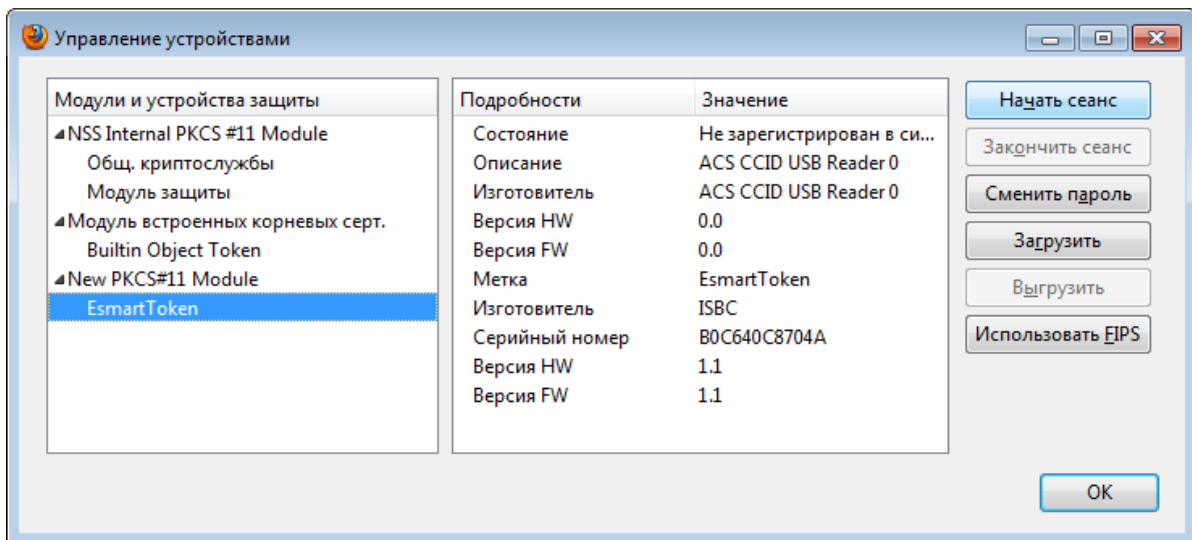 Управление устройствами
Модули и устройства защиты
NSS Internal PKCS #11 Module
Общ. криптослужбы
Модуль защиты
Модуль встроенных корневых серт.
Builtin Object Token
New PKCS#11 Module
EsmartToken
Подробности Значение
Состояние Не зарегистрирован в си...
Описание ACS CCID USB Reader 0
Изготовитель ACS CCID USB Reader 0
Версия HW 0.0
Версия FW 0.0
Метка EsmartToken
Изготовитель ISBC
Серийный номер B0C640C8704A
Версия HW 1.1
Версия FW 1.1
Начать сеанс
Закончить сеанс
Сменить пароль
Загрузить
Выгрузить
Использовать FIPS
OK